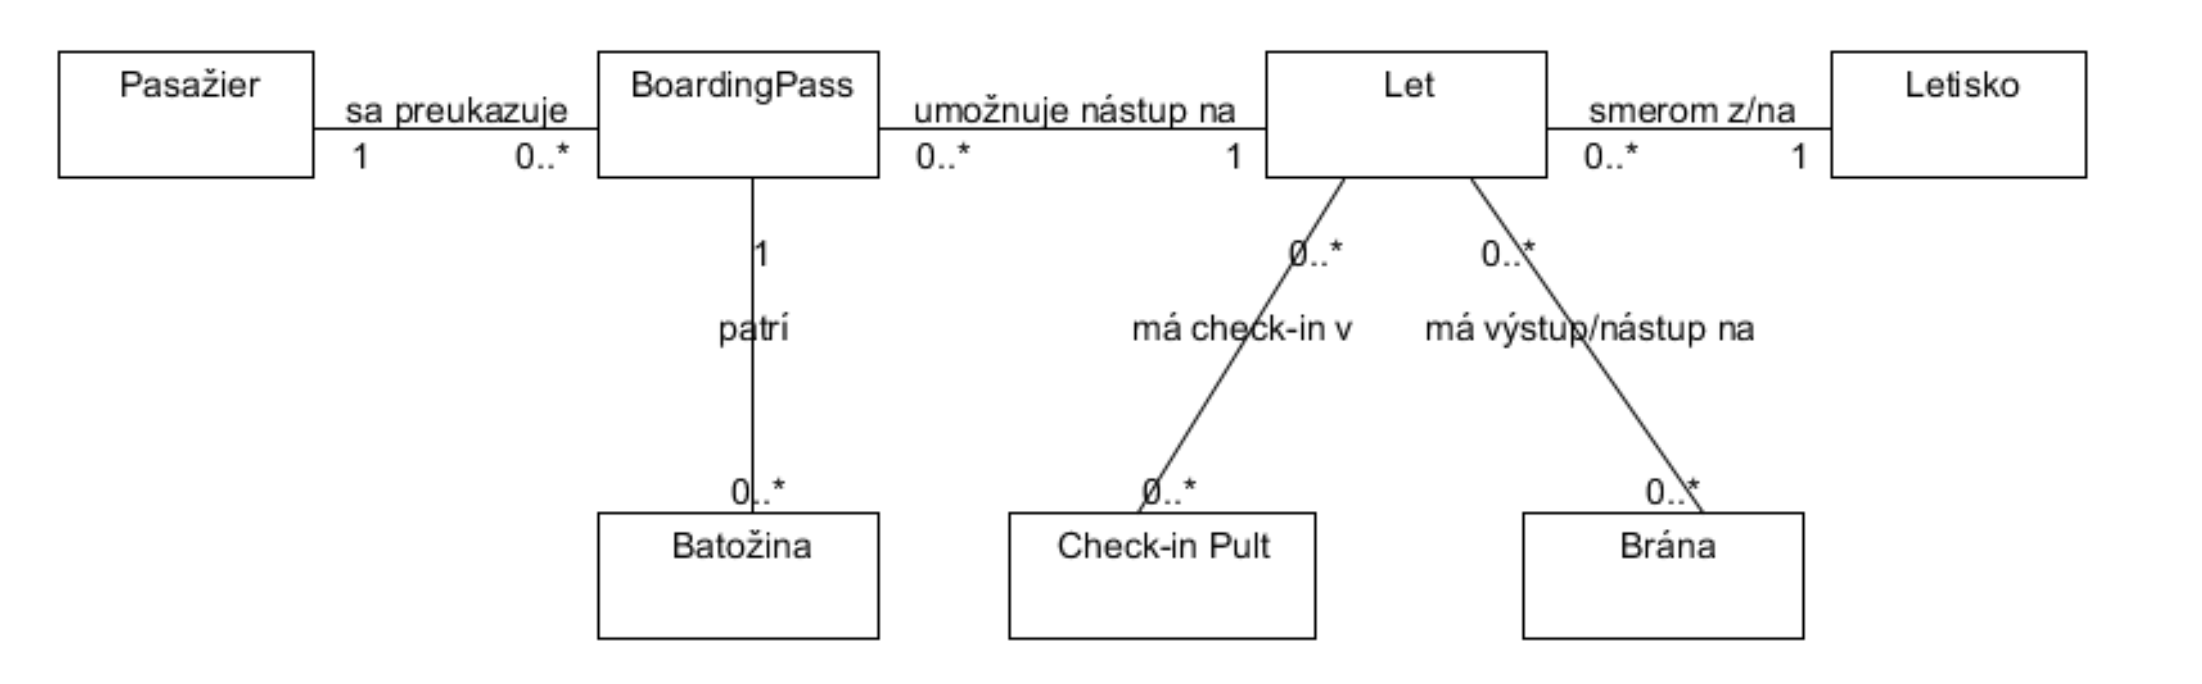 Pasažier
sa preukazuje
1
0..*
BoardingPass
umožnuje nástup na
0..*
1
Let
smerom z/na
0..*
1
Letisko
1
patrí
0..*
0..*
má check-in v
0..*
0..*
má výstup/nástup na
0..*
Batožina
Check-in Pult
Brána